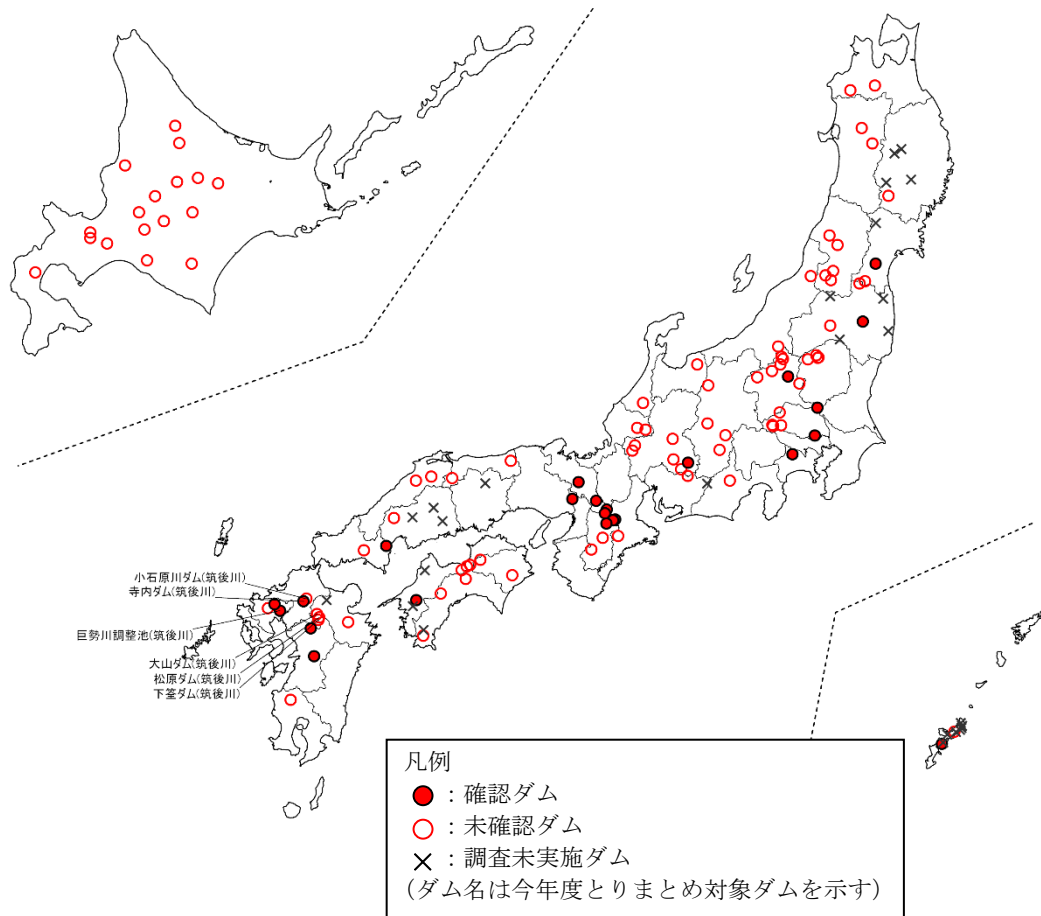 小石原川ダム(筑後川)
寺内ダム(筑後川)
巨勢川調整池(筑後川)
大山ダム(筑後川)
松原ダム(筑後川)
下筌ダム(筑後川)
凡例
：確認ダム
：未確認ダム
：調査未実施ダム
(ダム名は今年度とりまとめ対象ダムを示す)